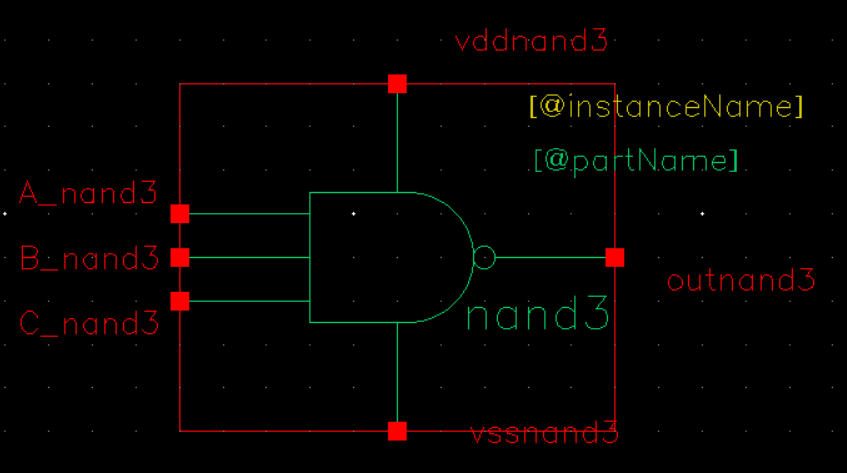 vddnand3
[@instanceName]
[@partName]
A_nand3
B_nand3
outnand3
C_nand3
nand3
vssnand3